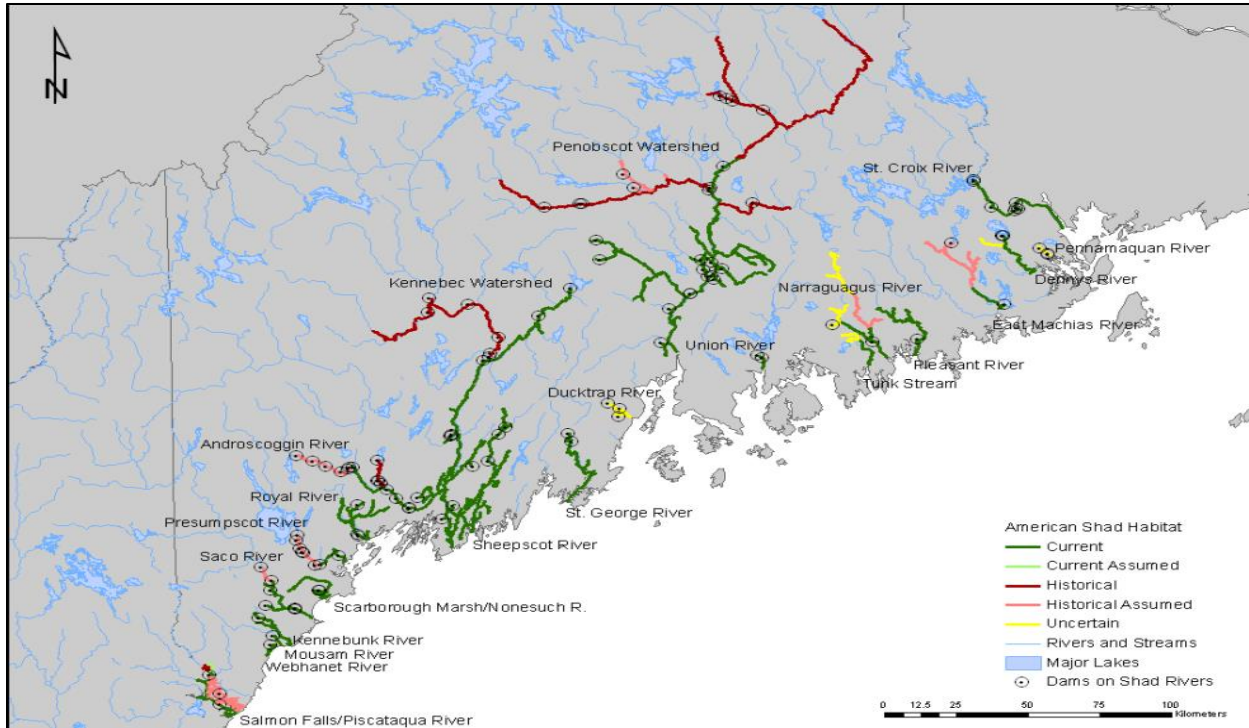 N
Penobscot Watershed
St. Croix River
Pennamaquan River
Dennys River
Kennebec Watershed
Narraguagus River
East Machias River
Union River
Pleasant River
Tunk Stream
Ducktrap River
Androscoggin River
Royal River
St. George River
Presumpscot River
Sheepscot River
Saco River
Scarborough Marsh/Nonesuch R.
Kennebunk River
Mousam River
Webhanet River
Salmon Falls/Piscataqua River
American Shad Habitat
Current
Current Assumed
Historical
Historical Assumed
Uncertain
Rivers and Streams
Major Lakes
Dams on Shad Rivers
0 12.5 25 50 75 100
Kilometers